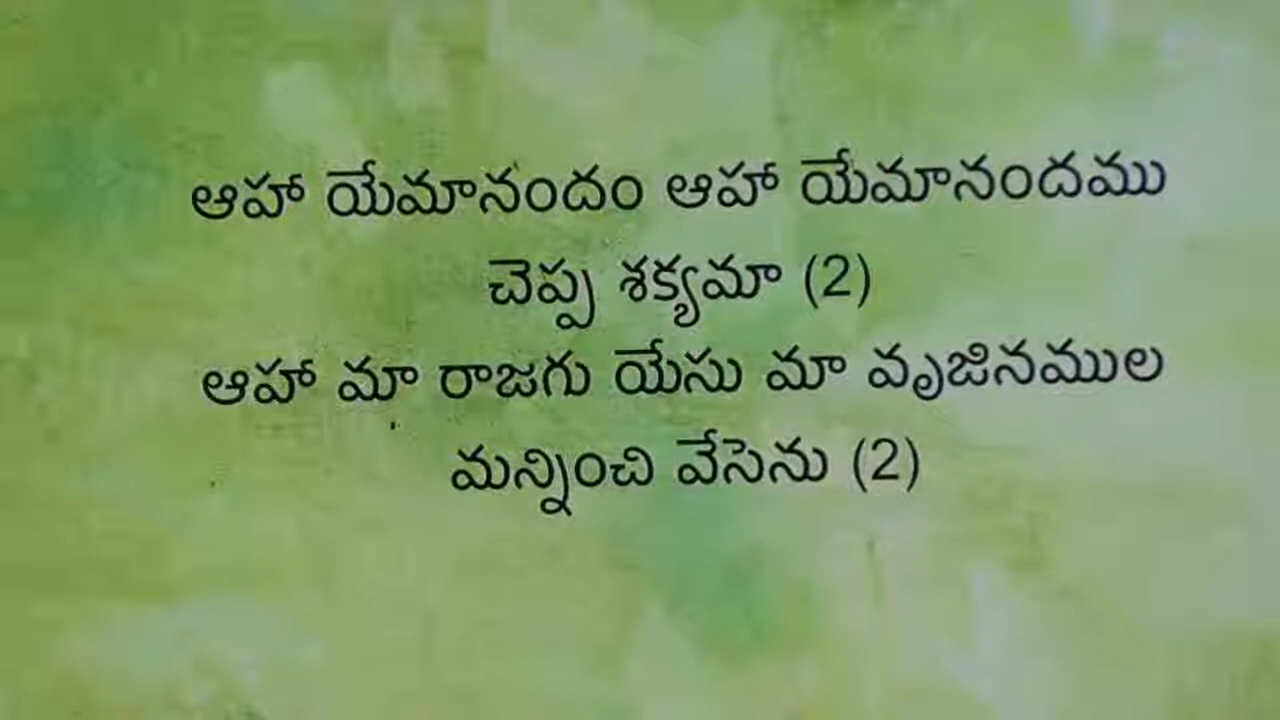 ఆహా యేమానందం ఆహా యేమానందము
చెప్ప శక్యమా (2)
ఆహా మా రాజగు యేసు మా వృజినముల
మన్నించి వేసెను (2)